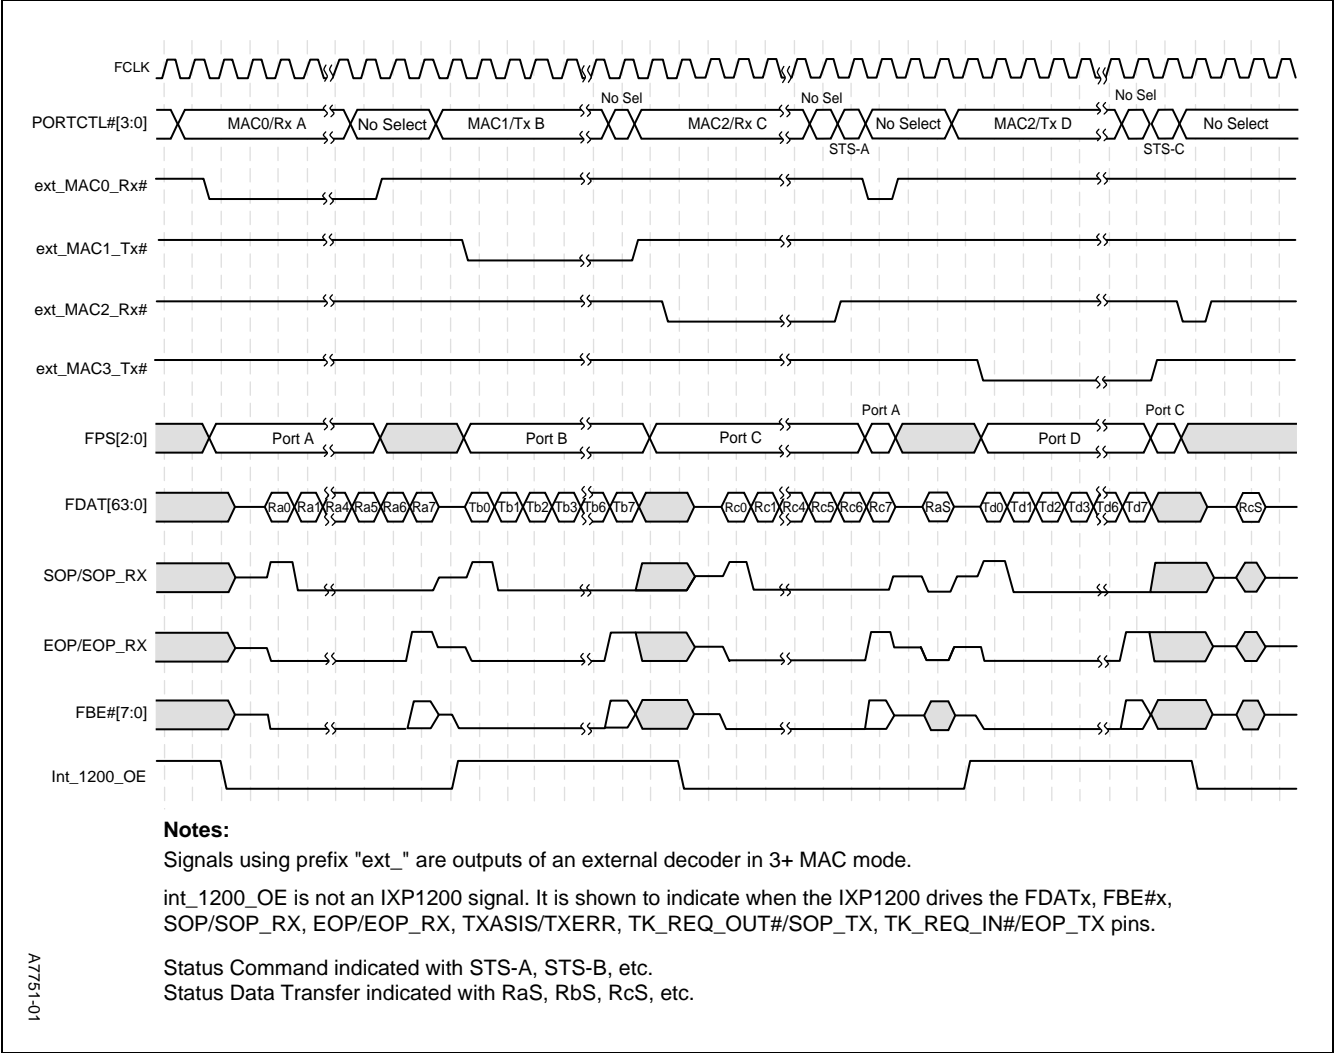 FCLK
No Sel No Sel No Sel
PORTCTL#[3:0] MAC0/Rx A No Select MAC1/Tx B MAC2/Rx C No Select MAC2/Tx D No Select
STS-A STS-C
ext_MAC0_Rx#
ext_MAC1_Tx#
ext_MAC2_Rx#
ext_MAC3_Tx#
Port A Port C
FPS[2:0] Port A Port B Port C Port D
FDAT[63:0] Ra0 Ra1 Ra4 Ra5 Ra6 Ra7 Tb0 Tb1 Tb2 Tb3 Tb6 Tb7 Rc0 Rc1 Rc4 Rc5 Rc6 Rc7 RaS Td0 Td1 Td2 Td3 Td6 Td7 RcS
SOP/SOP_RX
EOP/EOP_RX
FBE#[7:0]
Int_1200_OE
Notes:
Signals using prefix "ext_" are outputs of an external decoder in 3+ MAC mode.
int_1200_OE is not an IXP1200 signal. It is shown to indicate when the IXP1200 drives the FDATx, FBE#x,
SOP/SOP_RX, EOP/EOP_RX, TXASIS/TXERR, TK_REQ_OUT#/SOP_TX, TK_REQ_IN#/EOP_TX pins.
Status Command indicated with STS-A, STS-B, etc.
Status Data Transfer indicated with RaS, RbS, RcS, etc.
A7751-01